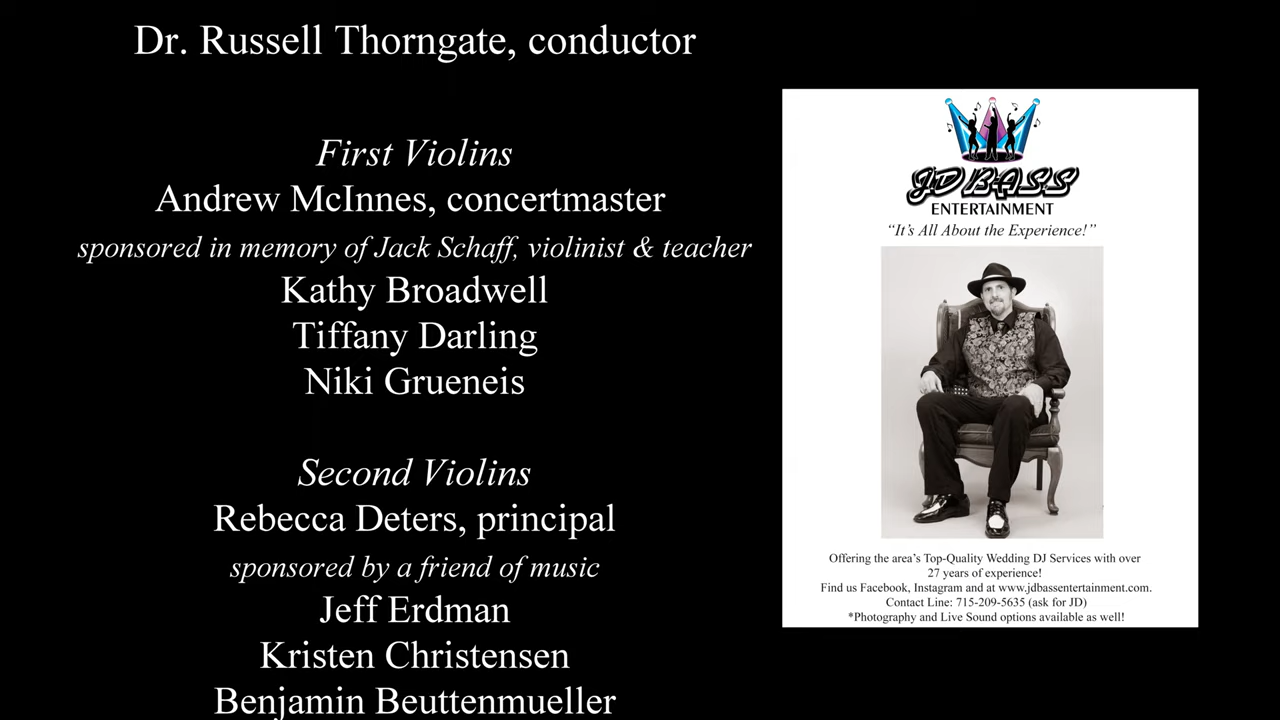 Dr. Russell Thorngate, conductor
First Violins
Andrew McInnes, concertmaster
sponsored in memory of Jack Schaff, violinist & teacher
Kathy Broadwell
Tiffany Darling
Niki Grueneis
Second Violins
Rebecca Deters, principal
sponsored by a friend of music
Jeff Erdman
Kristen Christensen
Benjamin Beuttenmueller
JD BASS
ENTERTAINMENT
“It’s All About the Experience!”
Offering the area’s Top-Quality Wedding DJ Services with over
27 years of experience!
Find us Facebook, Instagram and at www.jdbassentertainment.com.
Contact Line: 715-209-5635 (ask for JD)
*Photography and Live Sound options available as well!